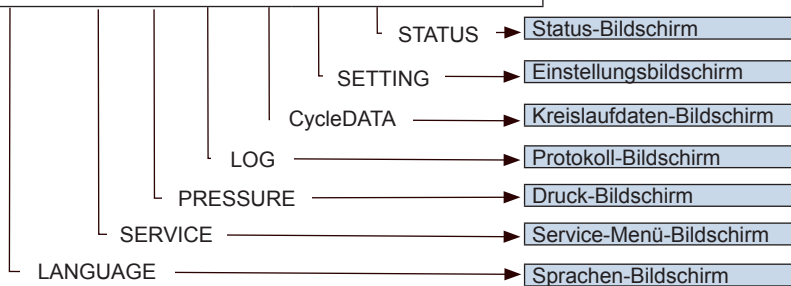 STATUS Status-Bildschirm
SETTING Einstellungsbildschirm
CycleDATA Kreislaufdaten-Bildschirm
LOG Protokoll-Bildschirm
PRESSURE Druck-Bildschirm
SERVICE Service-Menü-Bildschirm
LANGUAGE Sprachen-Bildschirm